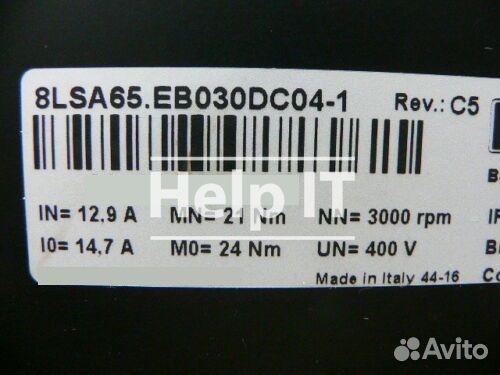 8LSA65.EB030DC04-1 Rev.: C5
Help IT
IN= 12,9 A MN= 21 Nm NN= 3000 rpm
I0= 14,7 A M0= 24 Nm UN= 400 V
Made in Italy 44-16
Avito